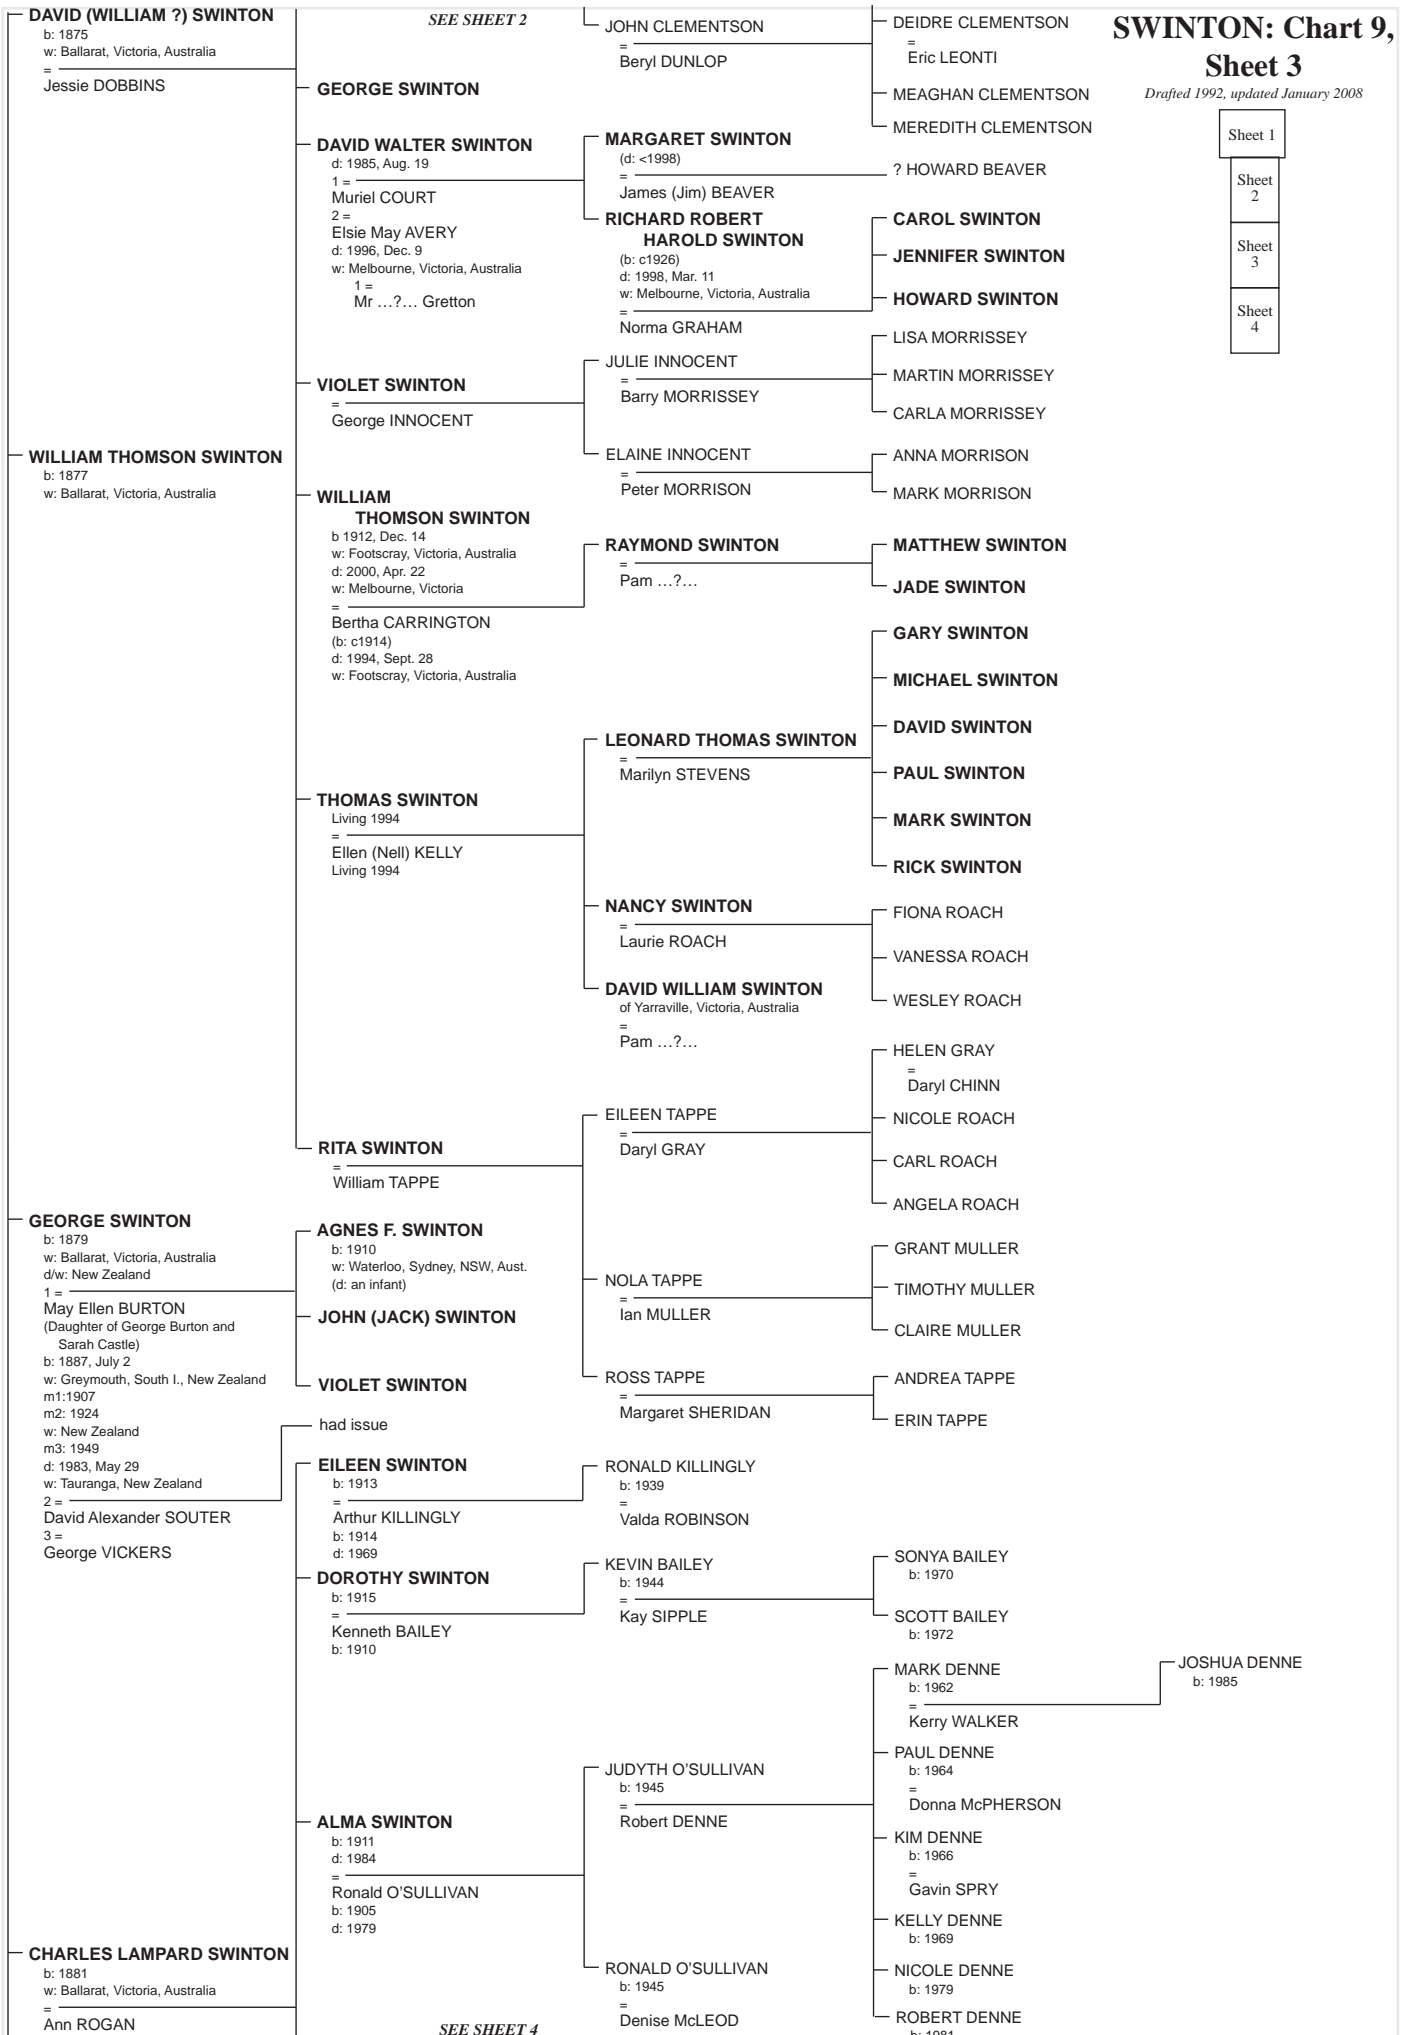 DAVID (WILLIAM ?) SWINTON
b: 1875
w: Ballarat, Victoria, Australia
=
Jessie DOBBINS
WILLIAM THOMSON SWINTON
b: 1877
w: Ballarat, Victoria, Australia
GEORGE SWINTON
b: 1879
w: Ballarat, Victoria, Australia
d/w: New Zealand
1 =
May Ellen BURTON
(Daughter of George Burton and
Sarah Castle)
b: 1887, July 2
w: Greymouth, South I., New Zealand
m1:1907
m2: 1924
w: New Zealand
m3: 1949
d: 1983, May 29
w: Tauranga, New Zealand
2 =
David Alexander SOUTER
3 =
George VICKERS
CHARLES LAMPARD SWINTON
b: 1881
w: Ballarat, Victoria, Australia
=
Ann ROGAN
SEE SHEET 2
GEORGE SWINTON
DAVID WALTER SWINTON
d: 1985, Aug. 19
1 =
Muriel COURT
2 =
Elsie May AVERY
d: 1996, Dec. 9
w: Melbourne, Victoria, Australia
1 =
Mr …?… Gretton
VIOLET SWINTON
=
George INNOCENT
WILLIAM
THOMSON SWINTON
b 1912, Dec. 14
w: Footscray, Victoria, Australia
d: 2000, Apr. 22
w: Melbourne, Victoria
=
Bertha CARRINGTON
(b: c1914)
d: 1994, Sept. 28
w: Footscray, Victoria, Australia
THOMAS SWINTON
Living 1994
=
Ellen (Nell) KELLY
Living 1994
RITA SWINTON
=
William TAPPE
AGNES F. SWINTON
b: 1910
w: Waterloo, Sydney, NSW, Aust.
(d: an infant)
JOHN (JACK) SWINTON
VIOLET SWINTON
had issue
EILEEN SWINTON
b: 1913
=
Arthur KILLINGLY
b: 1914
d: 1969
DOROTHY SWINTON
b: 1915
=
Kenneth BAILEY
b: 1910
ALMA SWINTON
b: 1911
d: 1984
=
Ronald O'SULLIVAN
b: 1905
d: 1979
SEE SHEET 4
JOHN CLEMENTSON
=
Beryl DUNLOP
MARGARET SWINTON
(d: <1998)
=
James (Jim) BEAVER
RICHARD ROBERT
HAROLD SWINTON
(b: c1926)
d: 1998, Mar. 11
w: Melbourne, Victoria, Australia
=
Norma GRAHAM
JULIE INNOCENT
=
Barry MORRISSEY
ELAINE INNOCENT
=
Peter MORRISON
RAYMOND SWINTON
=
Pam …?…
LEONARD THOMAS SWINTON
=
Marilyn STEVENS
NANCY SWINTON
=
Laurie ROACH
DAVID WILLIAM SWINTON
of Yarraville, Victoria, Australia
=
Pam …?…
EILEEN TAPPE
=
Daryl GRAY
NOLA TAPPE
=
Ian MULLER
ROSS TAPPE
=
Margaret SHERIDAN
RONALD KILLINGLY
b: 1939
=
Valda ROBINSON
KEVIN BAILEY
b: 1944
=
Kay SIPPLE
JUDYTH O'SULLIVAN
b: 1945
=
Robert DENNE
RONALD O'SULLIVAN
b: 1945
=
Denise McLEOD
DEIDRE CLEMENTSON
=
Eric LEONTI
MEAGHAN CLEMENTSON
MEREDITH CLEMENTSON
? HOWARD BEAVER
CAROL SWINTON
JENNIFER SWINTON
HOWARD SWINTON
LISA MORRISSEY
MARTIN MORRISSEY
CARLA MORRISSEY
ANNA MORRISON
MARK MORRISON
MATTHEW SWINTON
JADE SWINTON
GARY SWINTON
MICHAEL SWINTON
DAVID SWINTON
PAUL SWINTON
MARK SWINTON
RICK SWINTON
FIONA ROACH
VANESSA ROACH
WESLEY ROACH
HELEN GRAY
=
Daryl CHINN
NICOLE ROACH
CARL ROACH
ANGELA ROACH
GRANT MULLER
TIMOTHY MULLER
CLAIRE MULLER
ANDREA TAPPE
ERIN TAPPE
SONYA BAILEY
b: 1970
SCOTT BAILEY
b: 1972
MARK DENNE
b: 1962
=
Kerry WALKER
PAUL DENNE
b: 1964
=
Donna McPHERSON
KIM DENNE
b: 1966
=
Gavin SPRY
KELLY DENNE
b: 1969
NICOLE DENNE
b: 1979
ROBERT DENNE
b: 1981
JOSHUA DENNE
b: 1985
SWINTON: Chart 9,
Sheet 3
Drafted 1992, updated January 2008
Sheet 1
Sheet
2
Sheet
3
Sheet
4